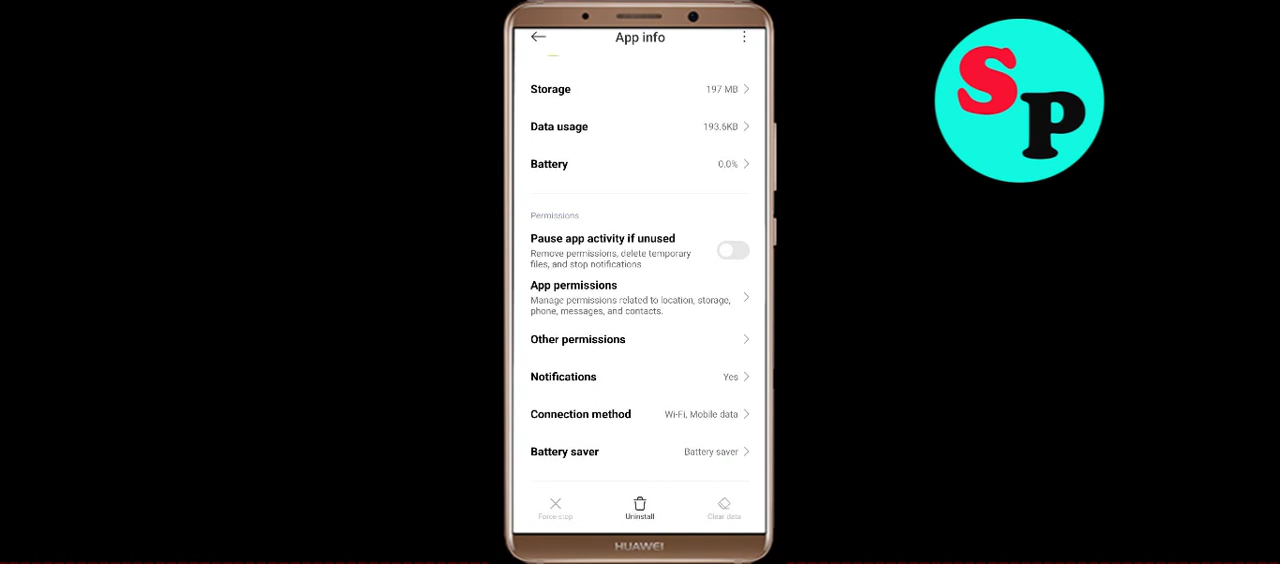 App info
Storage 197 MB
Data usage 193.6KB
Battery 0.0%
Permissions
Pause app activity if unused
Remove permissions, delete temporary
files, and stop notifications
App permissions
Manage permissions related to location, storage,
phone, messages, and contacts.
Other permissions
Notifications Yes
Connection method Wi-Fi, Mobile data
Battery saver Battery saver
Force stop Uninstall Clear data
HUAWEI
SP